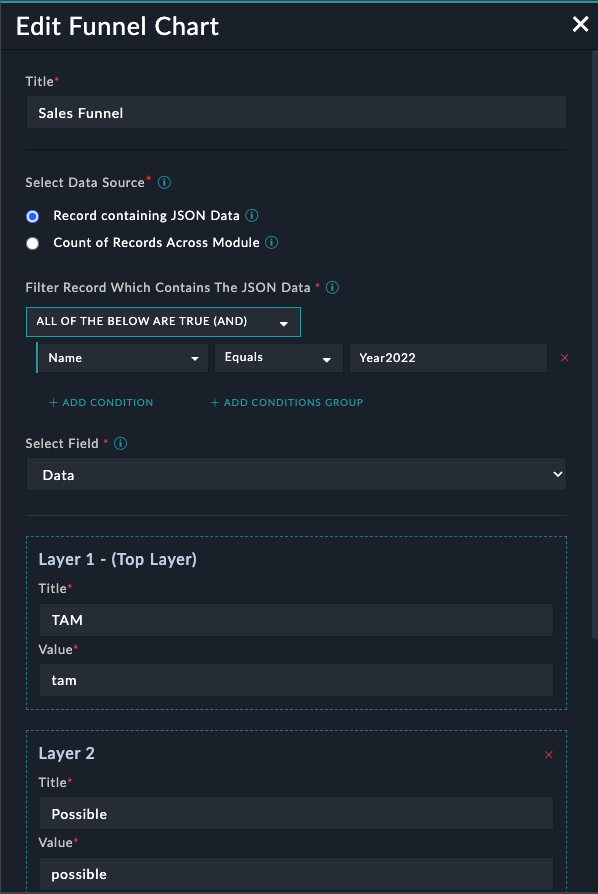 Edit Funnel Chart
Title*
Sales Funnel
Select Data Source*
Record containing JSON Data
Count of Records Across Module
Filter Record Which Contains The JSON Data *
ALL OF THE BELOW ARE TRUE (AND)
Name Equals Year2022
+ ADD CONDITION + ADD CONDITIONS GROUP
Select Field *
Data
Layer 1 - (Top Layer)
Title*
TAM
Value*
tam
Layer 2
Title*
Possible
Value*
possible